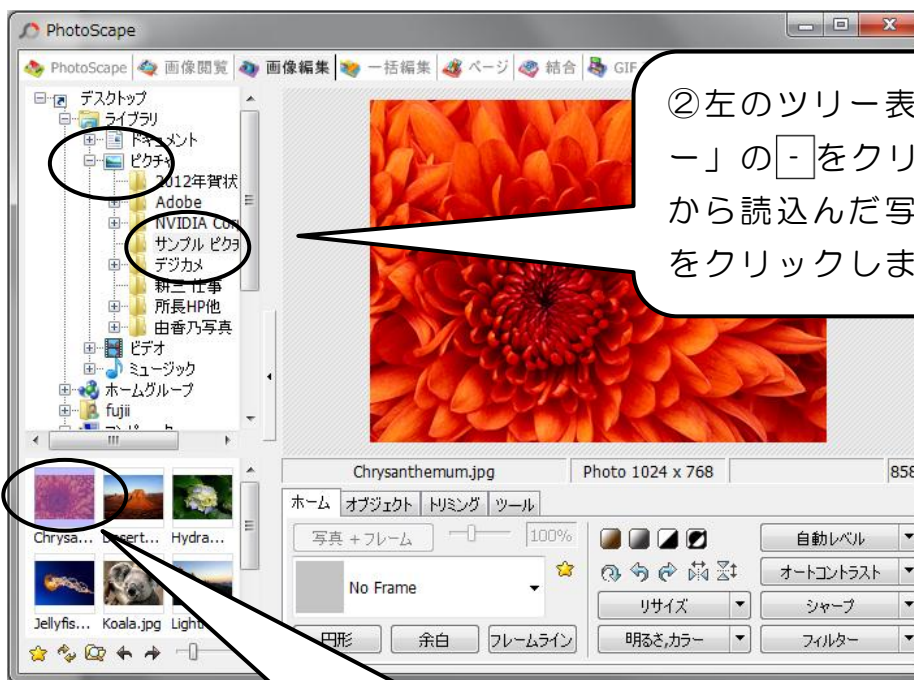 PhotoScape
PhotoScape 画像閲覧 画像編集 一括編集 ページ 結合 GIF
デスクトップ
ライブラリ
ドキュメント
ピクチャ
2012年賀状
Adobe
NVIDIA Cor
サンプル ピクチ
デジカメ
耕三 仕事
所長HP他
由香乃写真
ビデオ
ミュージック
ホームグループ
fujii
②左のツリー表
ー」の-をクリ
から読込んだ写
をクリックしま
Chrysanthemum.jpg Photo 1024 x 768 858
ホーム オブジェクト トリミング ツール
写真 +フレーム 100%
No Frame
円形 余白 フレームライン
自動レベル
オートコントラスト
リサイズ シャープ
明るさ,カラー フィルター
Chrysa... Desert... Hydra...
Jellyfis... Koala.jpg Light